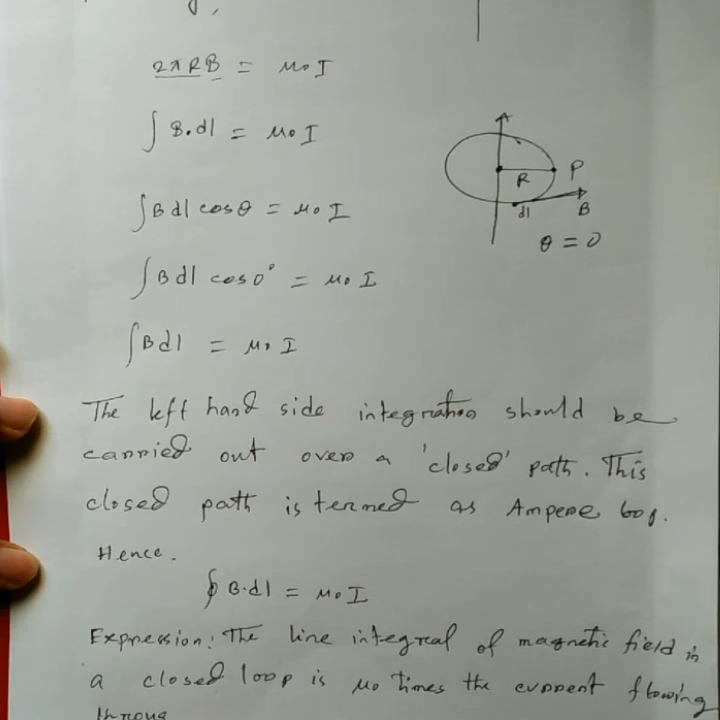 2πRB = μ₀I
∫ B.dl = μ₀I
R
P
dl
B
∫B dl cosθ = μ₀I
θ = 0
∫B dl cos0° = μ₀I
∫B dl = μ₀I
The left hand side integration should be
carried out over a 'closed' path. This
closed path is termed as Ampere loop.
Hence.
∮ B.dl = μ₀I
Expression: The line integral of magnetic field in
a closed loop is μ₀ times the current flowing